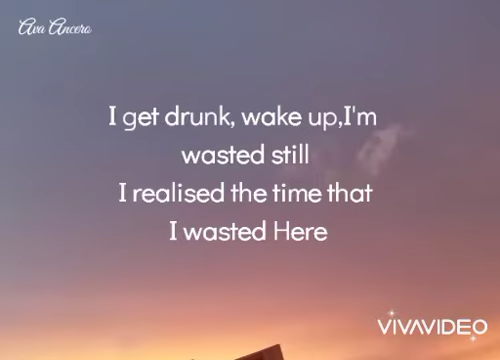 Ava Ancero
I get drunk, wake up,I'm
wasted still
I realised the time that
I wasted Here
VIVAVIDEO